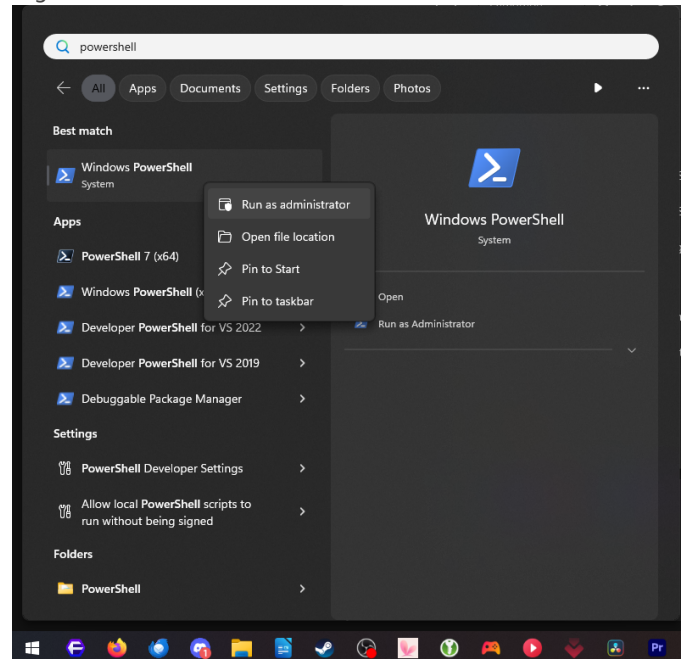 powershell
All Apps Documents Settings Folders Photos
Best match
Windows PowerShell
System
Run as administrator
Open file location
Pin to Start
Pin to taskbar
Apps
PowerShell 7 (x64)
Windows PowerShell (x
Developer PowerShell for VS 2022
Developer PowerShell for VS 2019
Debuggable Package Manager
Settings
PowerShell Developer Settings
Allow local PowerShell scripts to
run without being signed
Folders
PowerShell
Windows PowerShell
System
Open
Run as Administrator
1
Pr